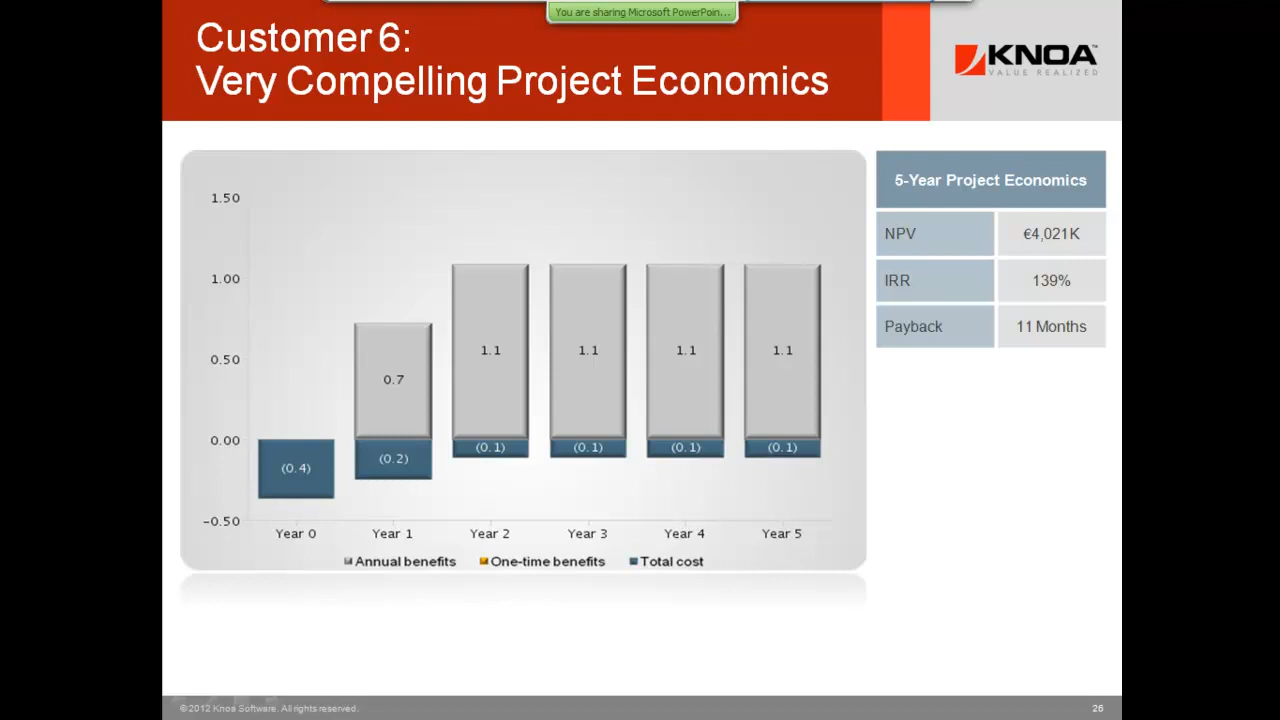 You are sharing Microsoft PowerPoin...
Customer 6:
Very Compelling Project Economics
KNOA™
VALUE REALIZED
1.50
1.00
0.50
0.00
-0.50
0.7
1.1
1.1
1.1
1.1
(0.4)
(0.2)
(0.1)
(0.1)
(0.1)
(0.1)
Year 0
Year 1
Year 2
Year 3
Year 4
Year 5
Annual benefits
One-time benefits
Total cost
5-Year Project Economics
NPV
€4,021K
IRR
139%
Payback
11 Months
© 2012 Knoa Software. All rights reserved.
26